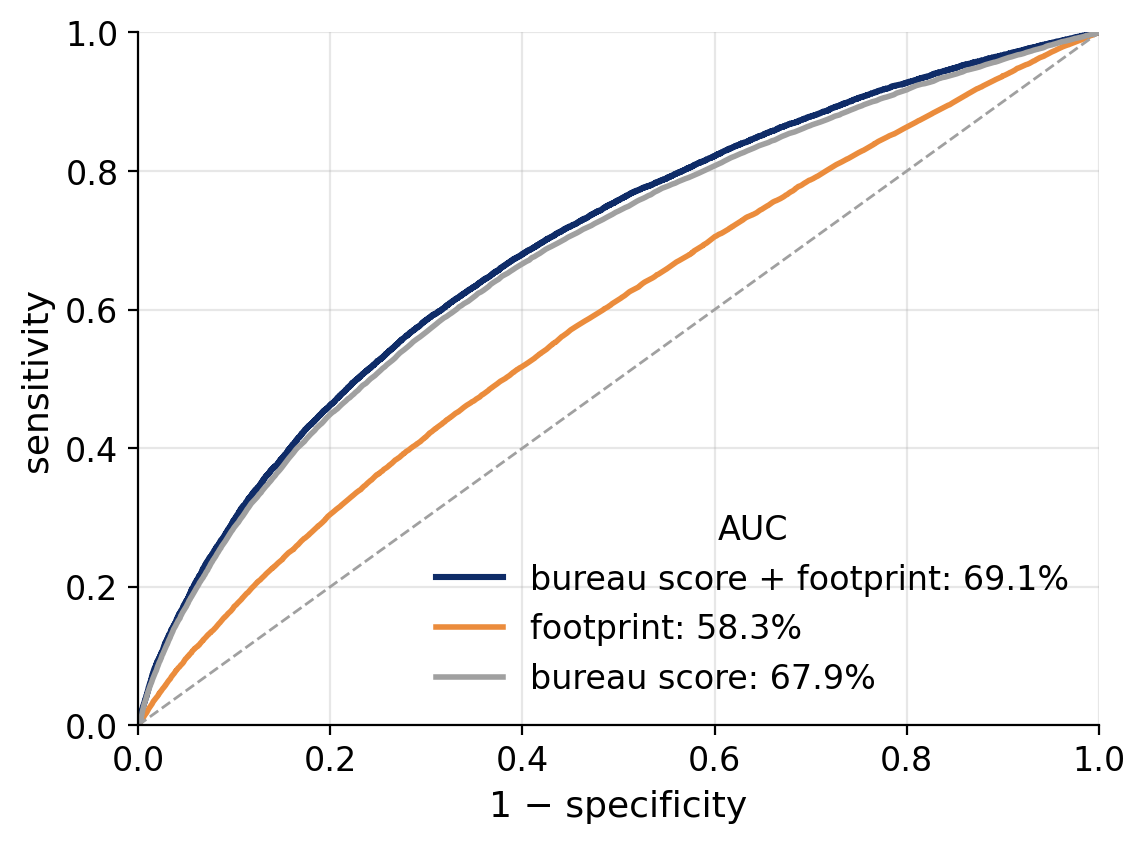 1.0
0.8
0.6
0.4
0.2
0.0
sensitivity
AUC
bureau score + footprint: 69.1%
footprint: 58.3%
bureau score: 67.9%
0.0 0.2 0.4 0.6 0.8 1.0
1 − specificity